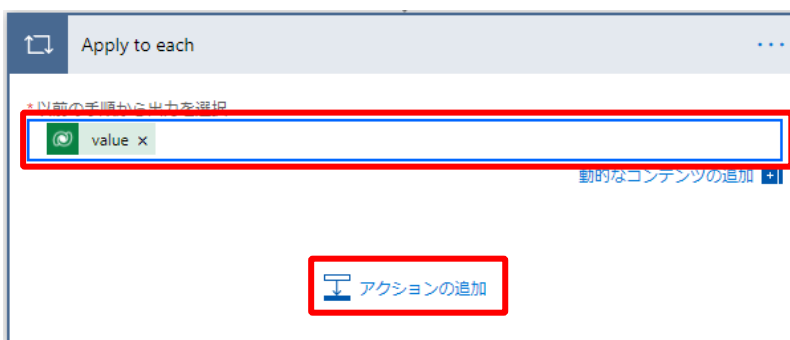 Apply to each
* 以前の手順から出力を選択
value ×
動的なコンテンツの追加
アクションの追加